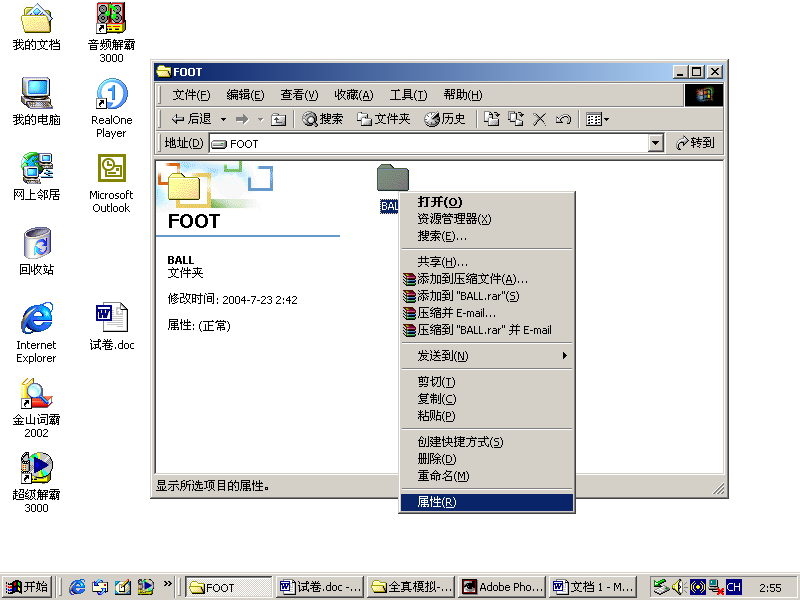 我的文档
音频解霸
3000
我的电脑
RealOne
Player
网上邻居
Microsoft
Outlook
回收站
Internet
Explorer
试卷.doc
金山词霸
2002
超级解霸
3000
FOOT
文件(F) 编辑(E) 查看(V) 收藏(A) 工具(T) 帮助(H)
后退 搜索 文件夹 历史
地址(D) FOOT 转到
FOOT
BALL
文件夹
修改时间: 2004-7-23 2:42
属性: (正常)
BAL
打开(O)
资源管理器(X)
搜索(E)...
共享(H)...
添加到压缩文件(A)...
添加到 "BALL.rar"(S)
压缩并 E-mail...
压缩到 "BALL.rar" 并 E-mail
发送到(N)
剪切(T)
复制(C)
粘贴(P)
创建快捷方式(S)
删除(D)
重命名(M)
属性(R)
显示所选项目的属性。
开始 » FOOT 试卷.doc -... 全真模拟-... Adobe Pho... 文档 1 - M... CH 2:55